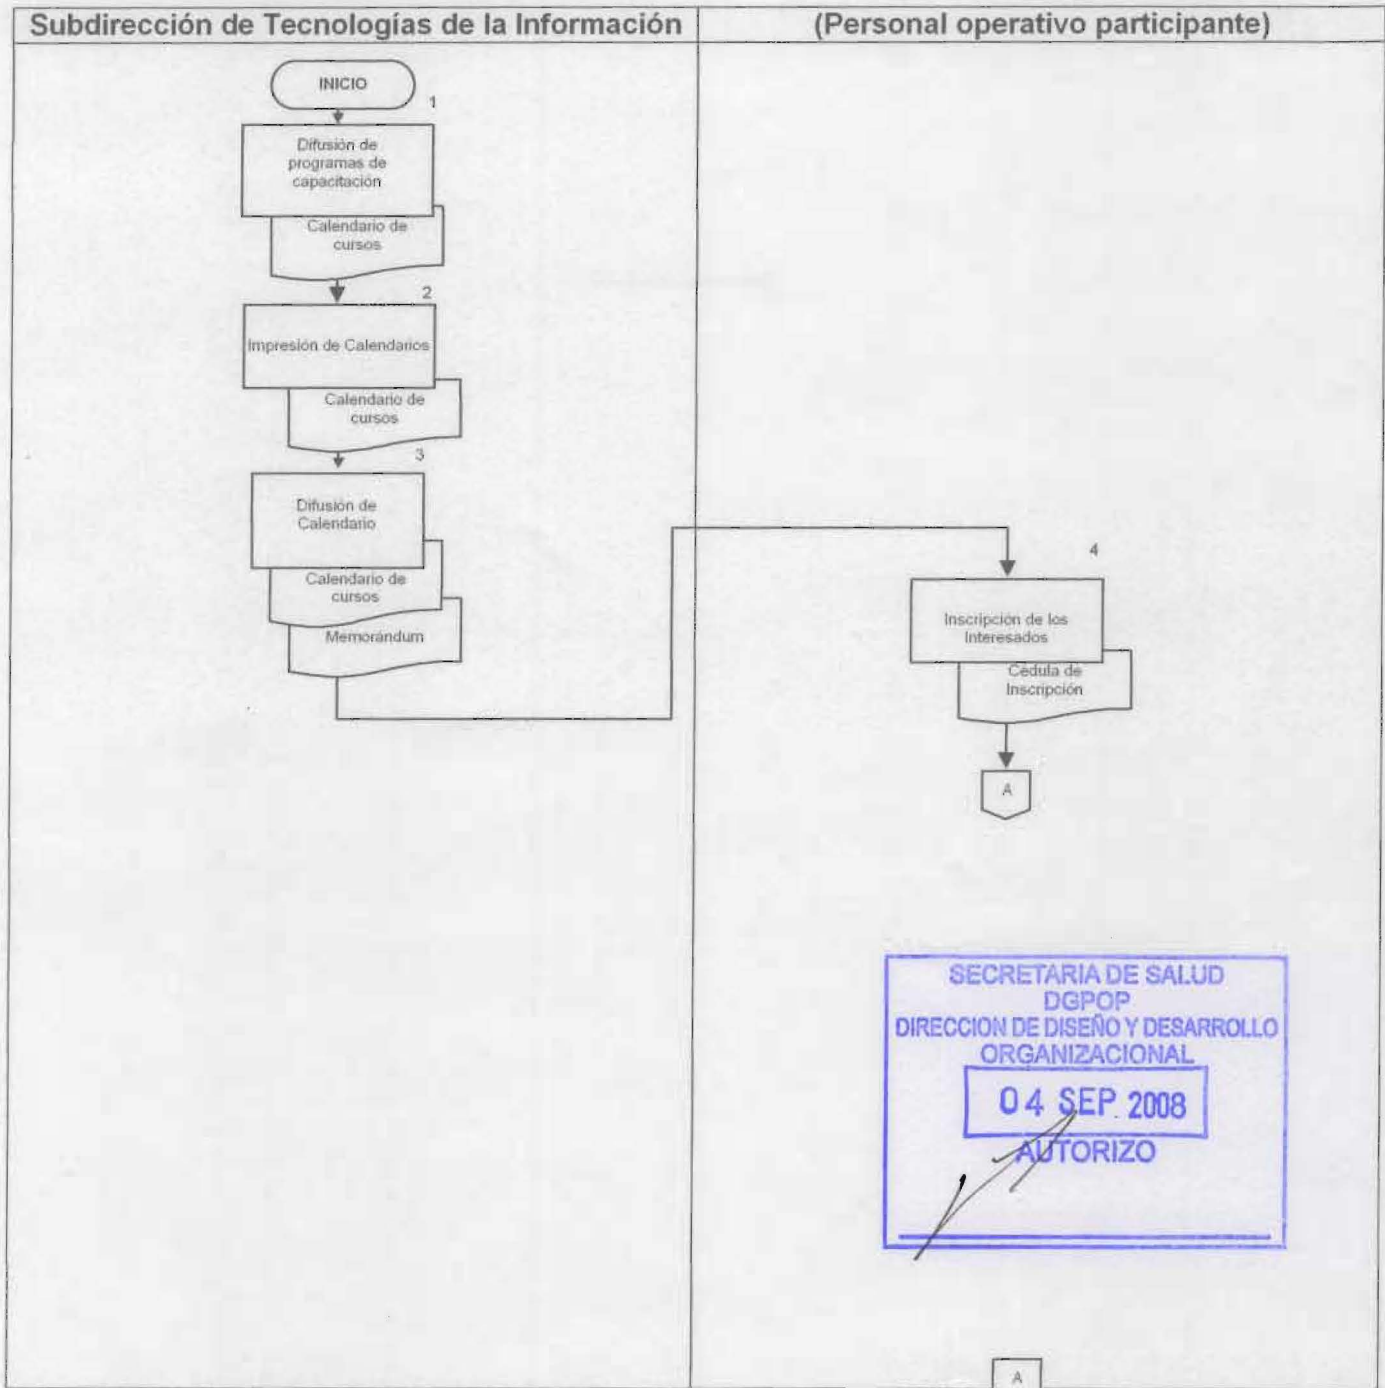 Subdirección de Tecnologías de la Información
(Personal operativo participante)
INICIO
1
Difusión de
programas de
capacitación
Calendario de
cursos
2
Impresión de Calendarios
Calendario de
cursos
3
Difusión de
Calendario
Calendario de
cursos
Memorándum
4
Inscripción de los
Interesados
Cédula de
Inscripción
A
SECRETARIA DE SALUD
DGPOP
DIRECCION DE DISEÑO Y DESARROLLO
ORGANIZACIONAL
04 SEP. 2008
AUTORIZO
A